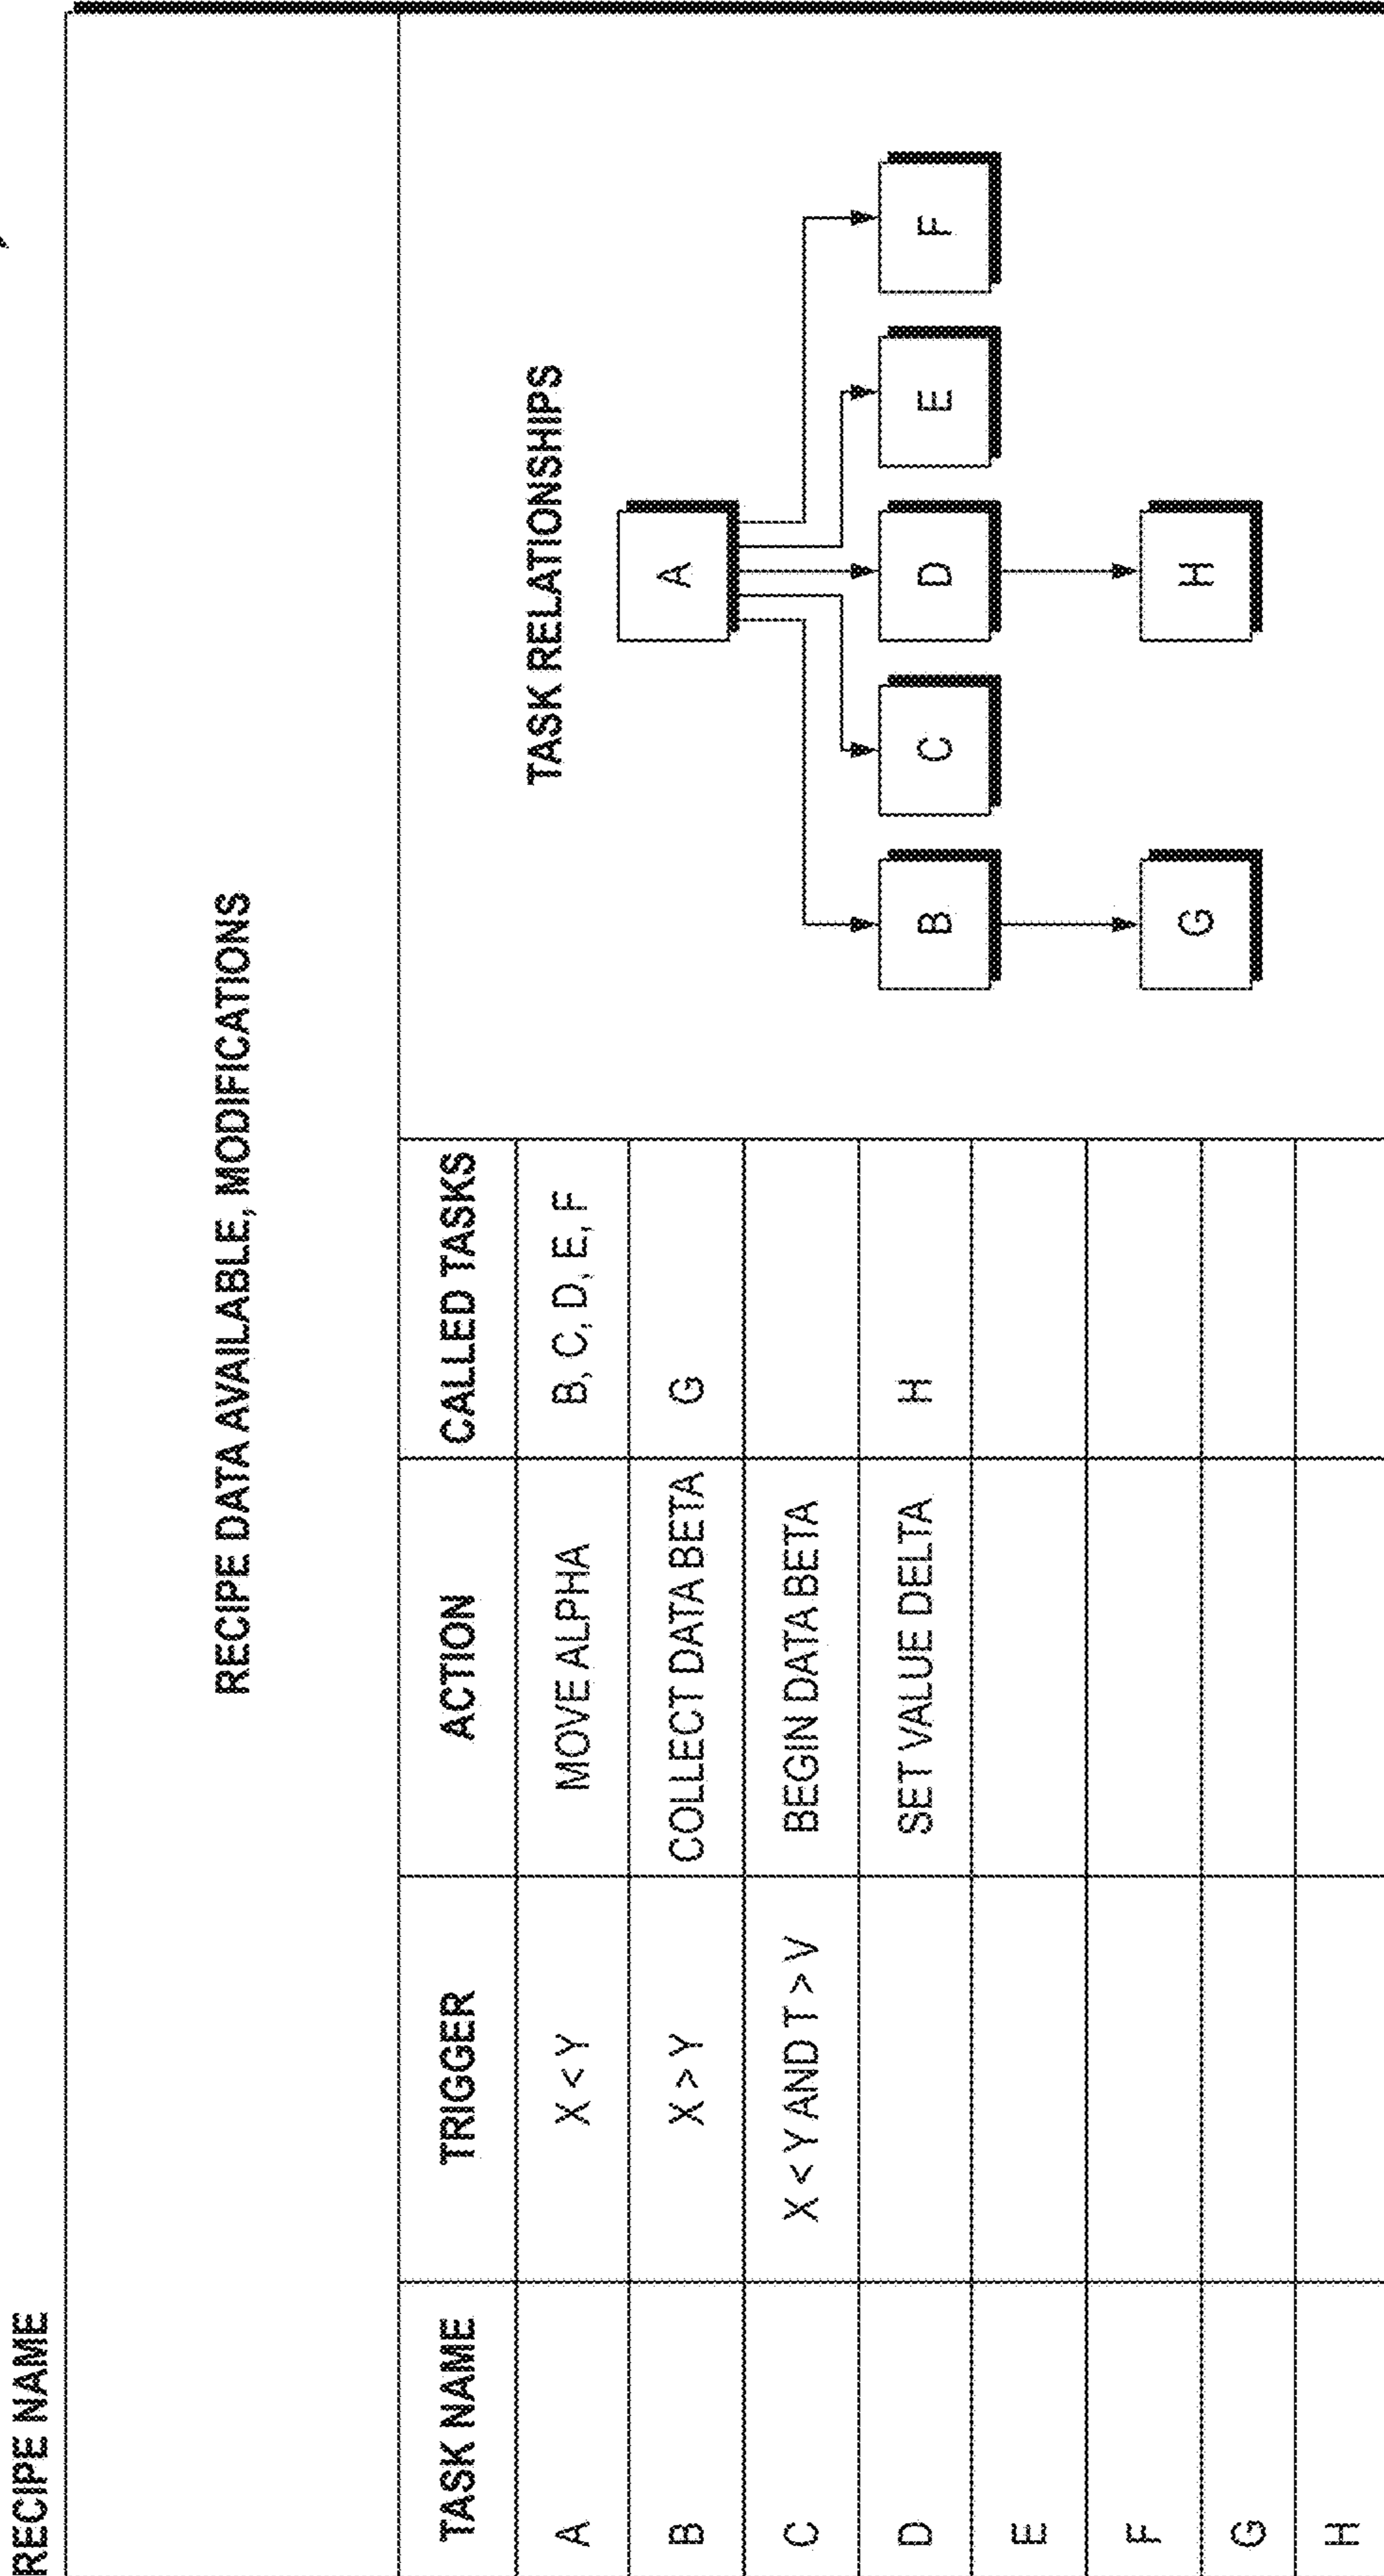 RECIPE NAME
RECIPE DATA AVAILABLE, MODIFICATIONS
TASK NAME TRIGGER ACTION CALLED TASKS
A X < Y MOVE ALPHA B, C, D, E, F
B X > Y COLLECT DATA BETA G
C X < Y AND T > V BEGIN DATA BETA
D SET VALUE DELTA H
E
F
G
H
TASK RELATIONSHIPS
A
B C D E F
G H